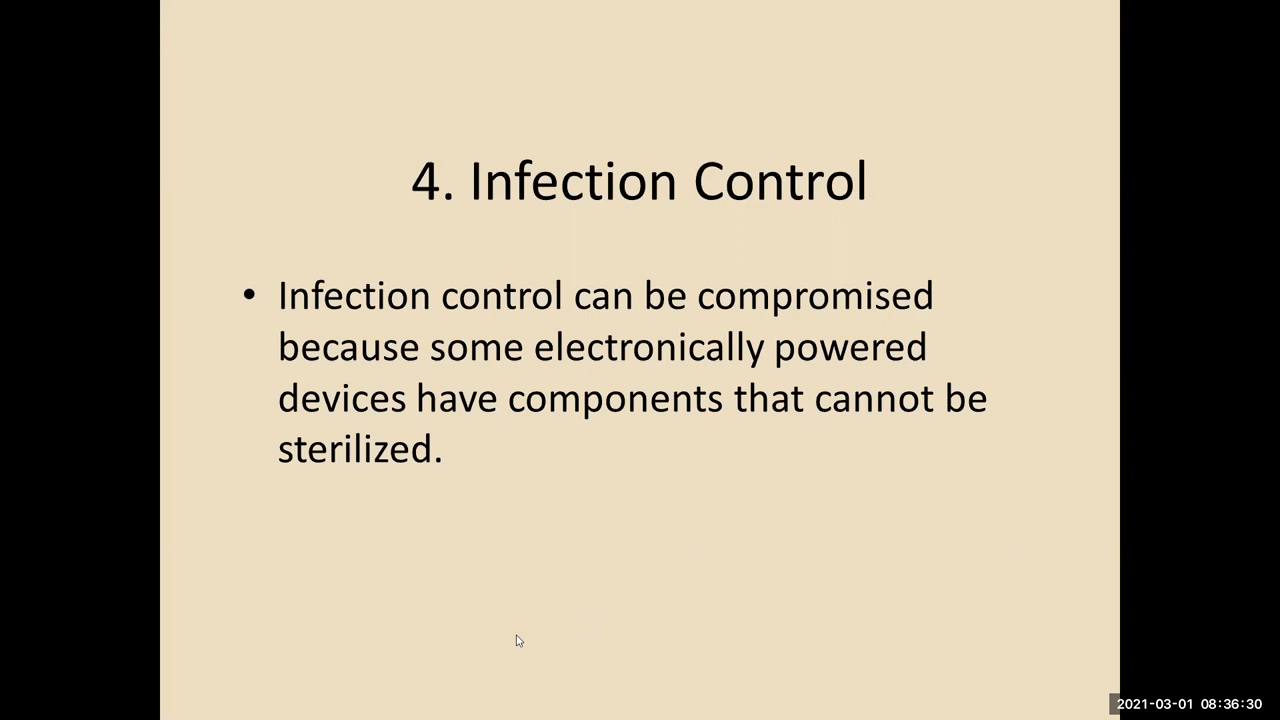 4. Infection Control
• Infection control can be compromised
because some electronically powered
devices have components that cannot be
sterilized.
2021-03-01 08:36:30